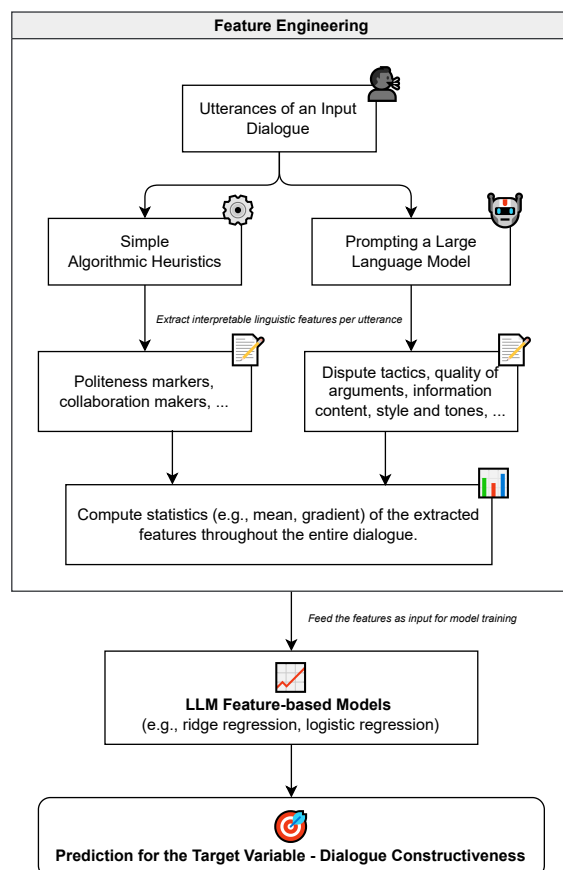 Feature Engineering
Utterances of an Input
Dialogue
Simple
Algorithmic Heuristics
Prompting a Large
Language Model
Extract interpretable linguistic features per utterance
Politeness markers,
collaboration makers, ...
Dispute tactics, quality of
arguments, information
content, style and tones, ...
Compute statistics (e.g., mean, gradient) of the extracted
features throughout the entire dialogue.
Feed the features as input for model training
LLM Feature-based Models
(e.g., ridge regression, logistic regression)
Prediction for the Target Variable - Dialogue Constructiveness